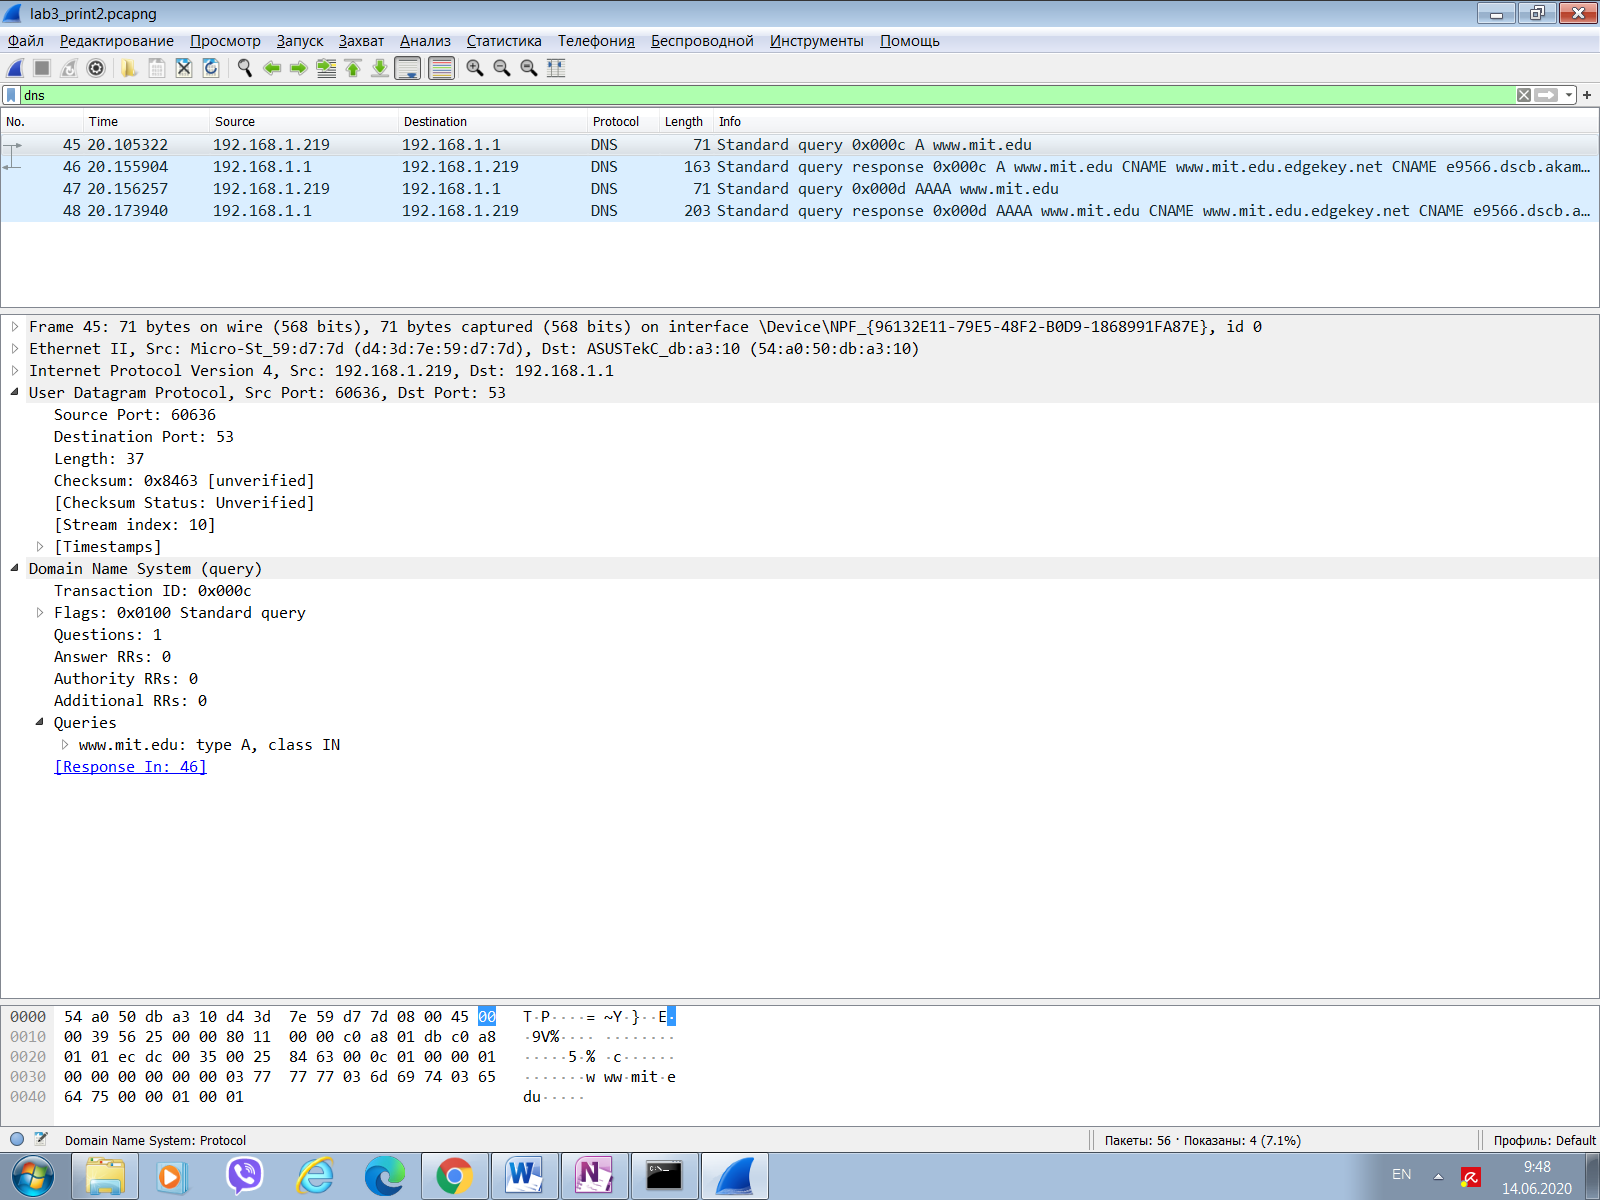 lab3_print2.pcapng
Файл Редактирование Просмотр Запуск Захват Анализ Статистика Телефония Беспроводной Инструменты Помощь
dns
No. Time Source Destination Protocol Length Info
45 20.105322 192.168.1.219 192.168.1.1 DNS 71 Standard query 0x000c A www.mit.edu
46 20.155904 192.168.1.1 192.168.1.219 DNS 163 Standard query response 0x000c A www.mit.edu CNAME www.mit.edu.edgekey.net CNAME e9566.dscb.akam…
47 20.156257 192.168.1.219 192.168.1.1 DNS 71 Standard query 0x000d AAAA www.mit.edu
48 20.173940 192.168.1.1 192.168.1.219 DNS 203 Standard query response 0x000d AAAA www.mit.edu CNAME www.mit.edu.edgekey.net CNAME e9566.dscb.a…
Frame 45: 71 bytes on wire (568 bits), 71 bytes captured (568 bits) on interface \Device\NPF_{96132E11-79E5-48F2-B0D9-1868991FA87E}, id 0
Ethernet II, Src: Micro-St_59:d7:7d (d4:3d:7e:59:d7:7d), Dst: ASUSTekC_db:a3:10 (54:a0:50:db:a3:10)
Internet Protocol Version 4, Src: 192.168.1.219, Dst: 192.168.1.1
User Datagram Protocol, Src Port: 60636, Dst Port: 53
Source Port: 60636
Destination Port: 53
Length: 37
Checksum: 0x8463 [unverified]
[Checksum Status: Unverified]
[Stream index: 10]
[Timestamps]
Domain Name System (query)
Transaction ID: 0x000c
Flags: 0x0100 Standard query
Questions: 1
Answer RRs: 0
Authority RRs: 0
Additional RRs: 0
Queries
www.mit.edu: type A, class IN
[Response In: 46]
0000 54 a0 50 db a3 10 d4 3d 7e 59 d7 7d 08 00 45 00 T·P····= ~Y·}··E·
0010 00 39 56 25 00 00 80 11 00 00 c0 a8 01 db c0 a8 ·9V%···· ········
0020 01 01 ec dc 00 35 00 25 84 63 00 0c 01 00 00 01 ·····5·% ·c······
0030 00 00 00 00 00 00 03 77 77 77 03 6d 69 74 03 65 ·······w ww·mit·e
0040 64 75 00 00 01 00 01 du·····
Domain Name System: Protocol Пакеты: 56 · Показаны: 4 (7.1%) Профиль: Default
EN 9:48
14.06.2020